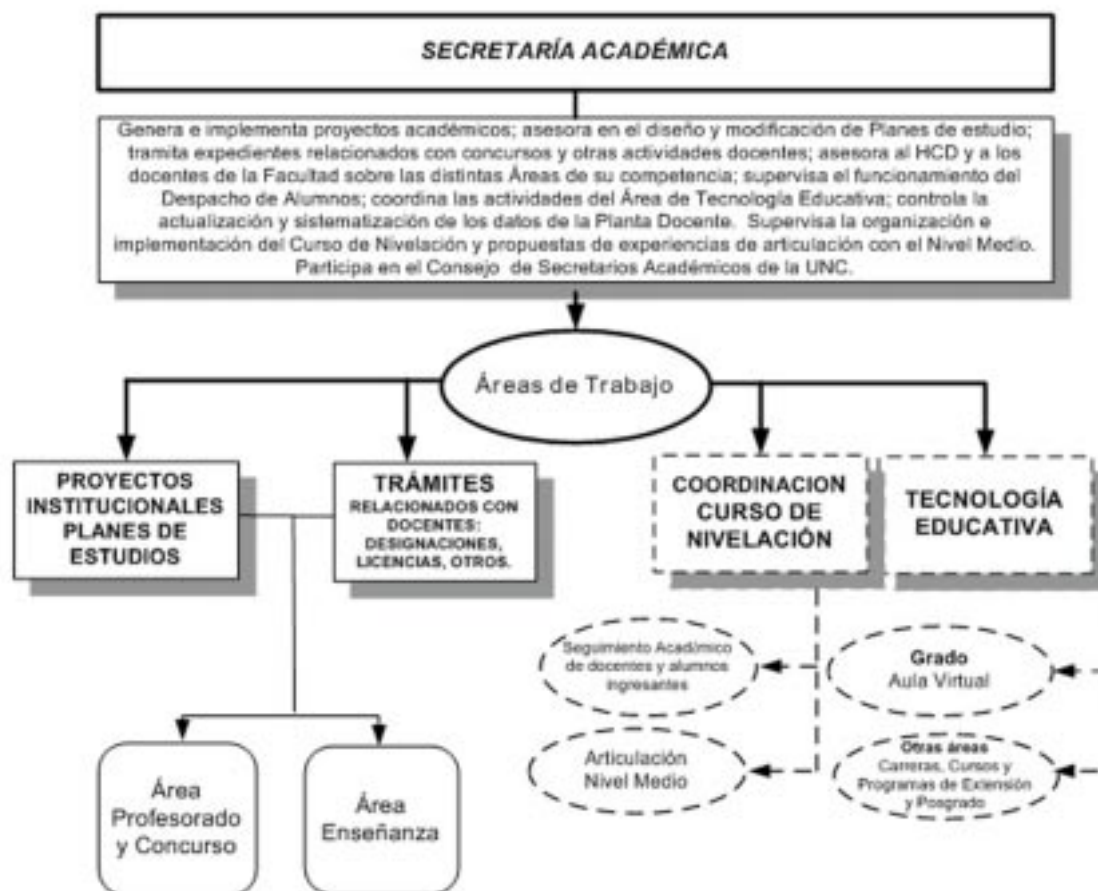 SECRETARÍA ACADÉMICA
Genera e implementa proyectos académicos; asesora en el diseño y modificación de Planes de estudio;
tramita expedientes relacionados con concursos y otras actividades docentes; asesora al HCD y a los
docentes de la Facultad sobre las distintas Áreas de su competencia; supervisa el funcionamiento del
Despacho de Alumnos; coordina las actividades del Área de Tecnología Educativa; controla la
actualización y sistematización de los datos de la Planta Docente. Supervisa la organización e
implementación del Curso de Nivelación y propuestas de experiencias de articulación con el Nivel Medio.
Participa en el Consejo de Secretarios Académicos de la UNC.
Áreas de Trabajo
PROYECTOS
INSTITUCIONALES
PLANES DE
ESTUDIOS
TRÁMITES
RELACIONADOS CON
DOCENTES:
DESIGNACIONES,
LICENCIAS, OTROS.
COORDINACION
CURSO DE
NIVELACIÓN
TECNOLOGÍA
EDUCATIVA
Seguimiento Académico
de docentes y alumnos
ingresantes
Grado
Aula Virtual
Articulación
Nivel Medio
Otras áreas
Carreras, Cursos y
Programas de Extensión
y Posgrado
Área
Profesorado
y Concurso
Área
Enseñanza